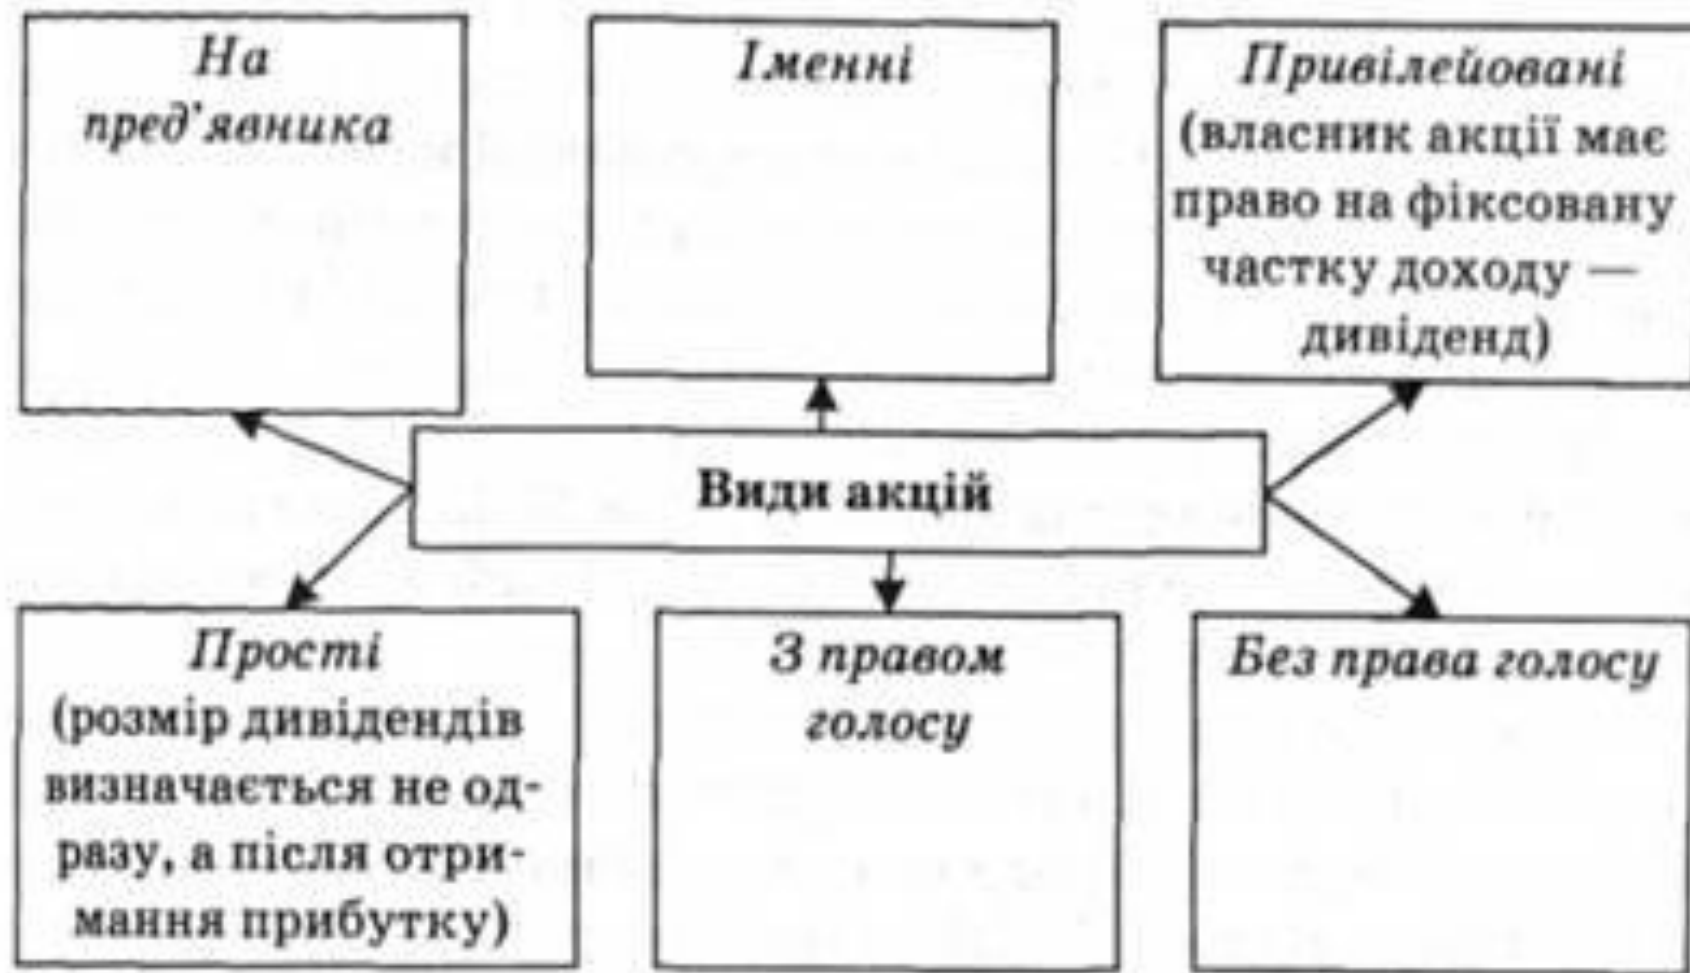 На
пред'явника
Іменні
Привілейовані
(власник акції має
право на фіксовану
частку доходу —
дивіденд)
Види акцій
Прості
(розмір дивідендів
визначається не од-
разу, а після отри-
мання прибутку)
З правом
голосу
Без права голосу